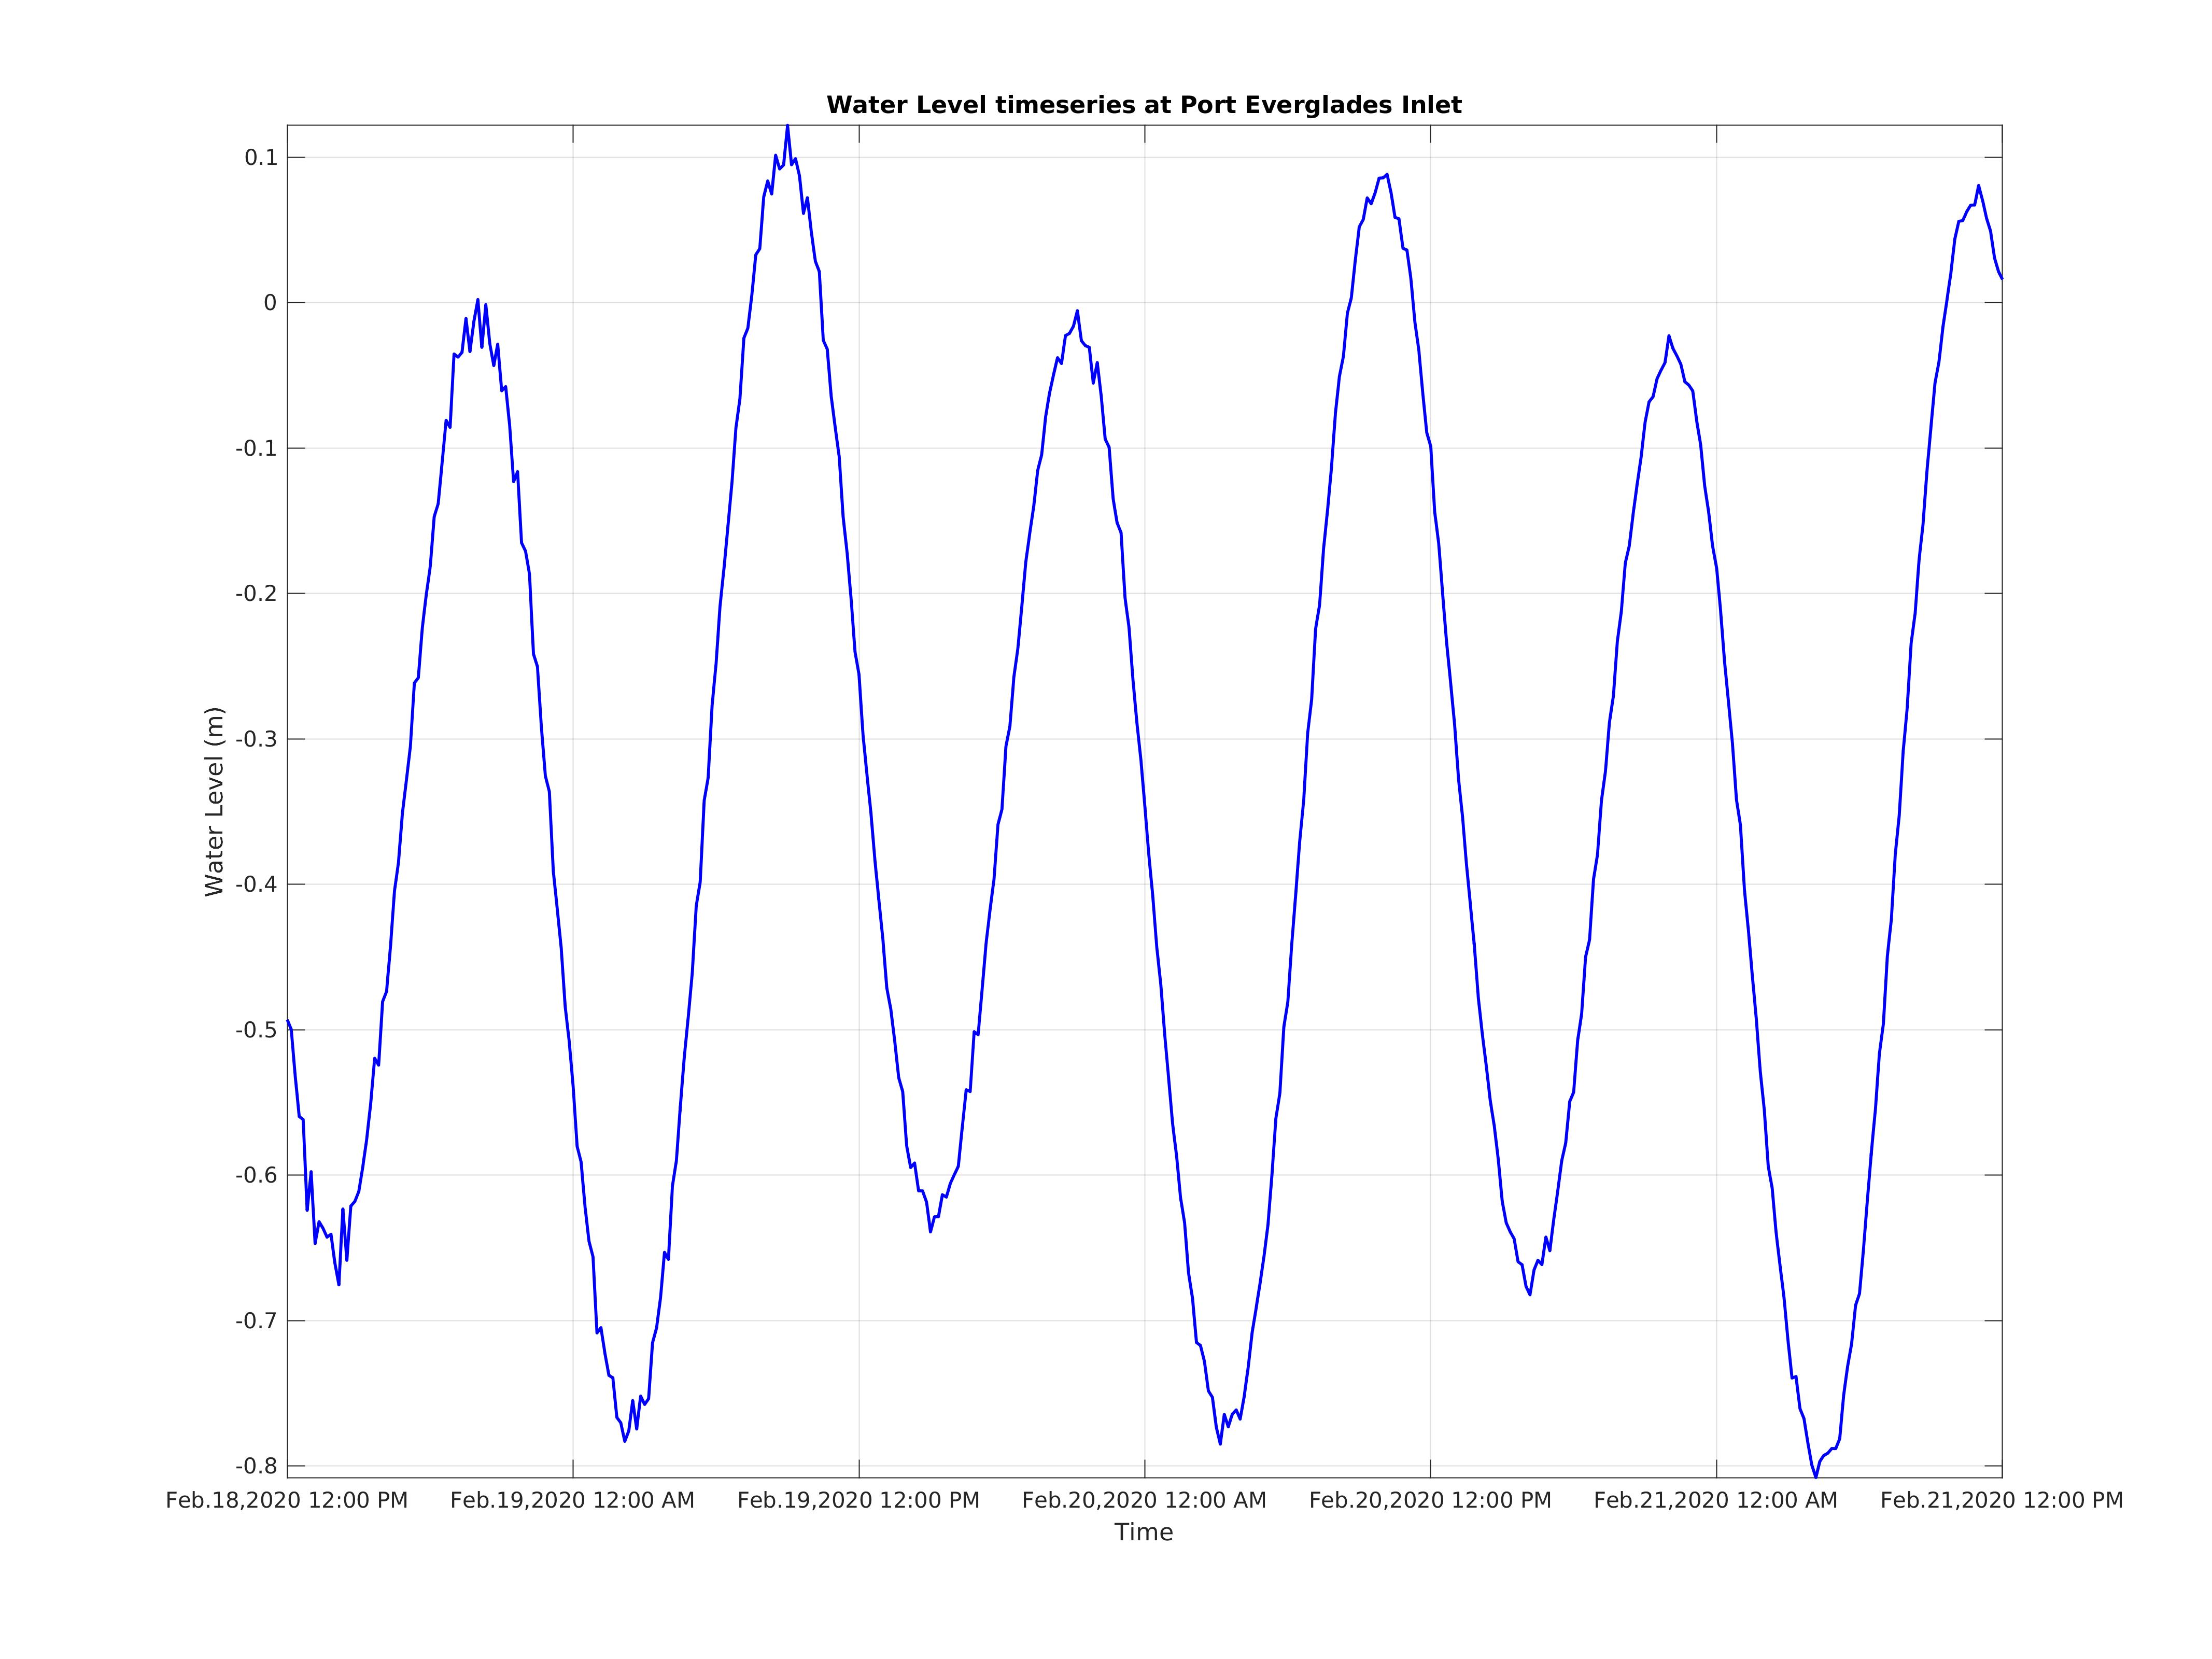 Water Level timeseries at Port Everglades Inlet
0.1
0
-0.1
-0.2
-0.3
-0.4
-0.5
-0.6
-0.7
-0.8
Water Level (m)
Feb.18,2020 12:00 PM Feb.19,2020 12:00 AM Feb.19,2020 12:00 PM Feb.20,2020 12:00 AM Feb.20,2020 12:00 PM Feb.21,2020 12:00 AM Feb.21,2020 12:00 PM
Time